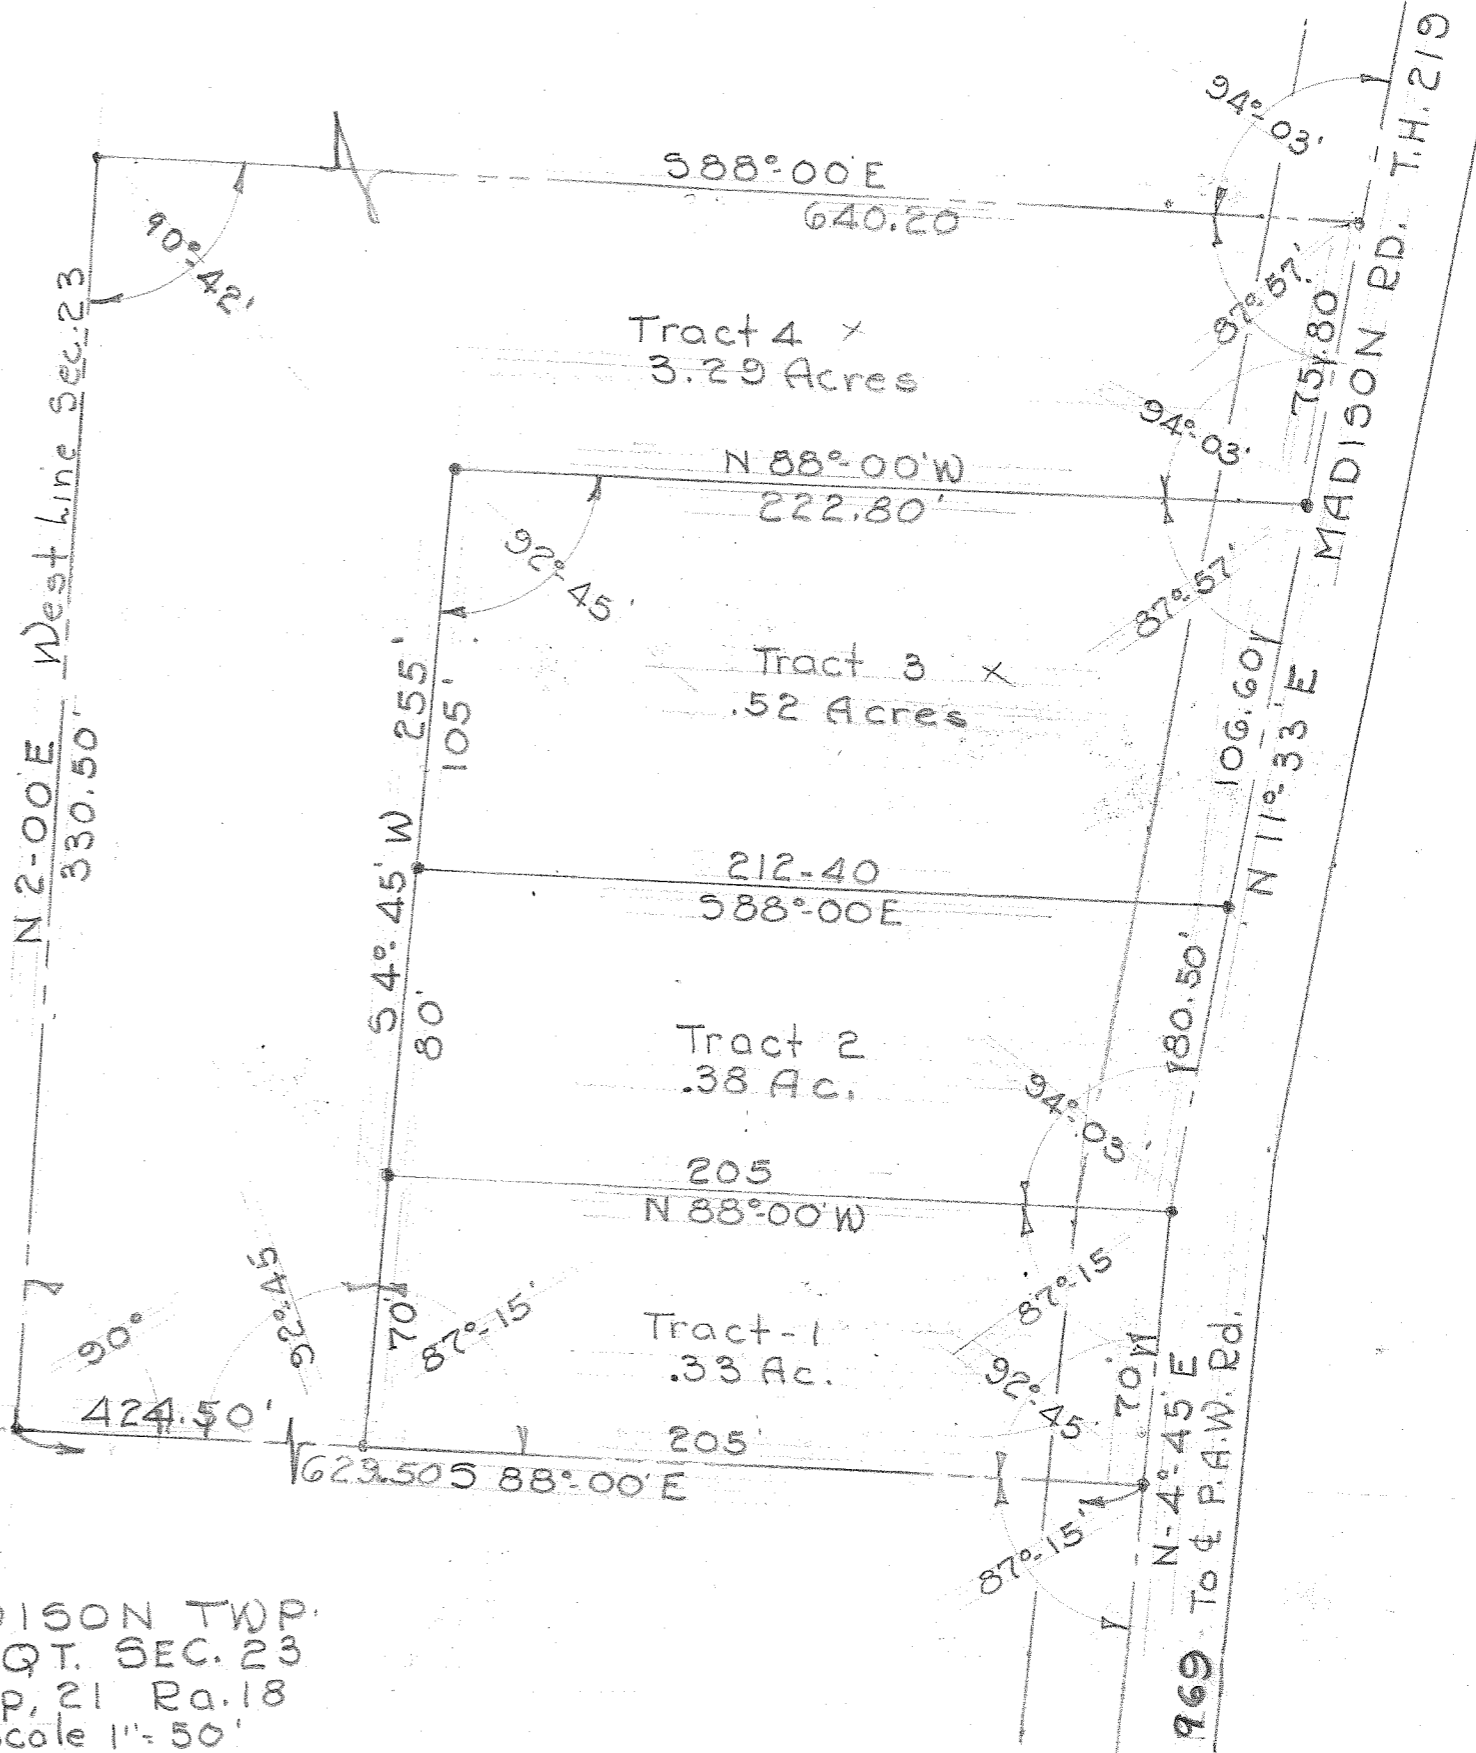 94°-03'
T.H. 219
S88°-00'E
640.20
90°-42'
87°57'
Tract 4 x
3.29 Acres
75.80
MADISON RD.
94°-03'
N 88°-00'W
222.80'
92°-45'
87°-57'
West Line Sec. 23
N 2-00E
330.50'
255'
105'
Tract 3 x
.52 Acres
106.60
N 11°-33'E
212-40
S88°-00E
S 4°-45' W
80'
Tract 2
.38 Ac.
80.50'
94°-03'
205
N 88°-00'W
92°-45
87°-15'
70'
Tract-1
.33 Ac.
87°-15
92°-45'
70'
90°
424.50'
205'
629.50 S 88°-00'E
87°-15'
N-4°-45'E
To ¢ P.A.W. Rd.
969
DISON TWP.
QT. SEC. 23
p. 21 Ra. 18
cale 1"= 50'